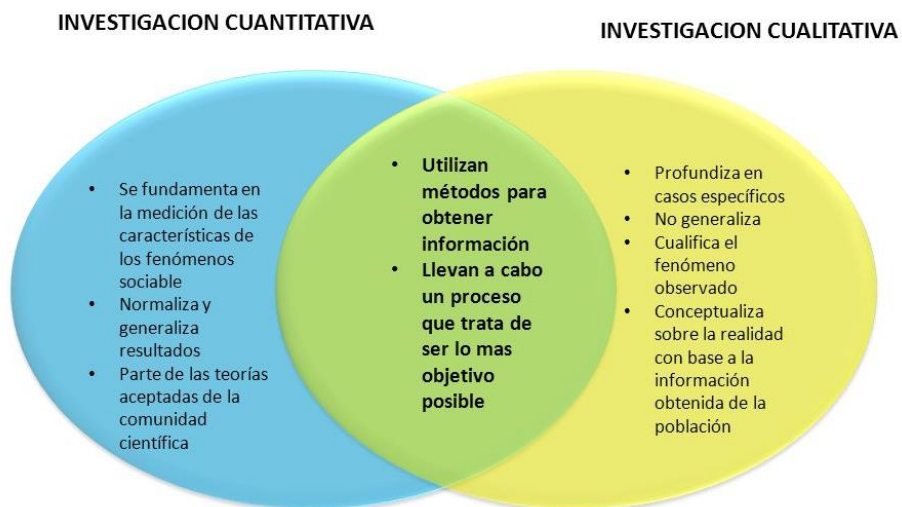 INVESTIGACION CUANTITATIVA
INVESTIGACION CUALITATIVA
• Se fundamenta en
la medición de las
características de
los fenómenos
sociable
• Normaliza y
generaliza
resultados
• Parte de las teorías
aceptadas de la
comunidad
científica
• Utilizan
métodos para
obtener
información
• Llevan a cabo
un proceso
que trata de
ser lo mas
objetivo
posible
• Profundiza en
casos específicos
• No generaliza
• Cualifica el
fenómeno
observado
• Conceptualiza
sobre la realidad
con base a la
información
obtenida de la
población